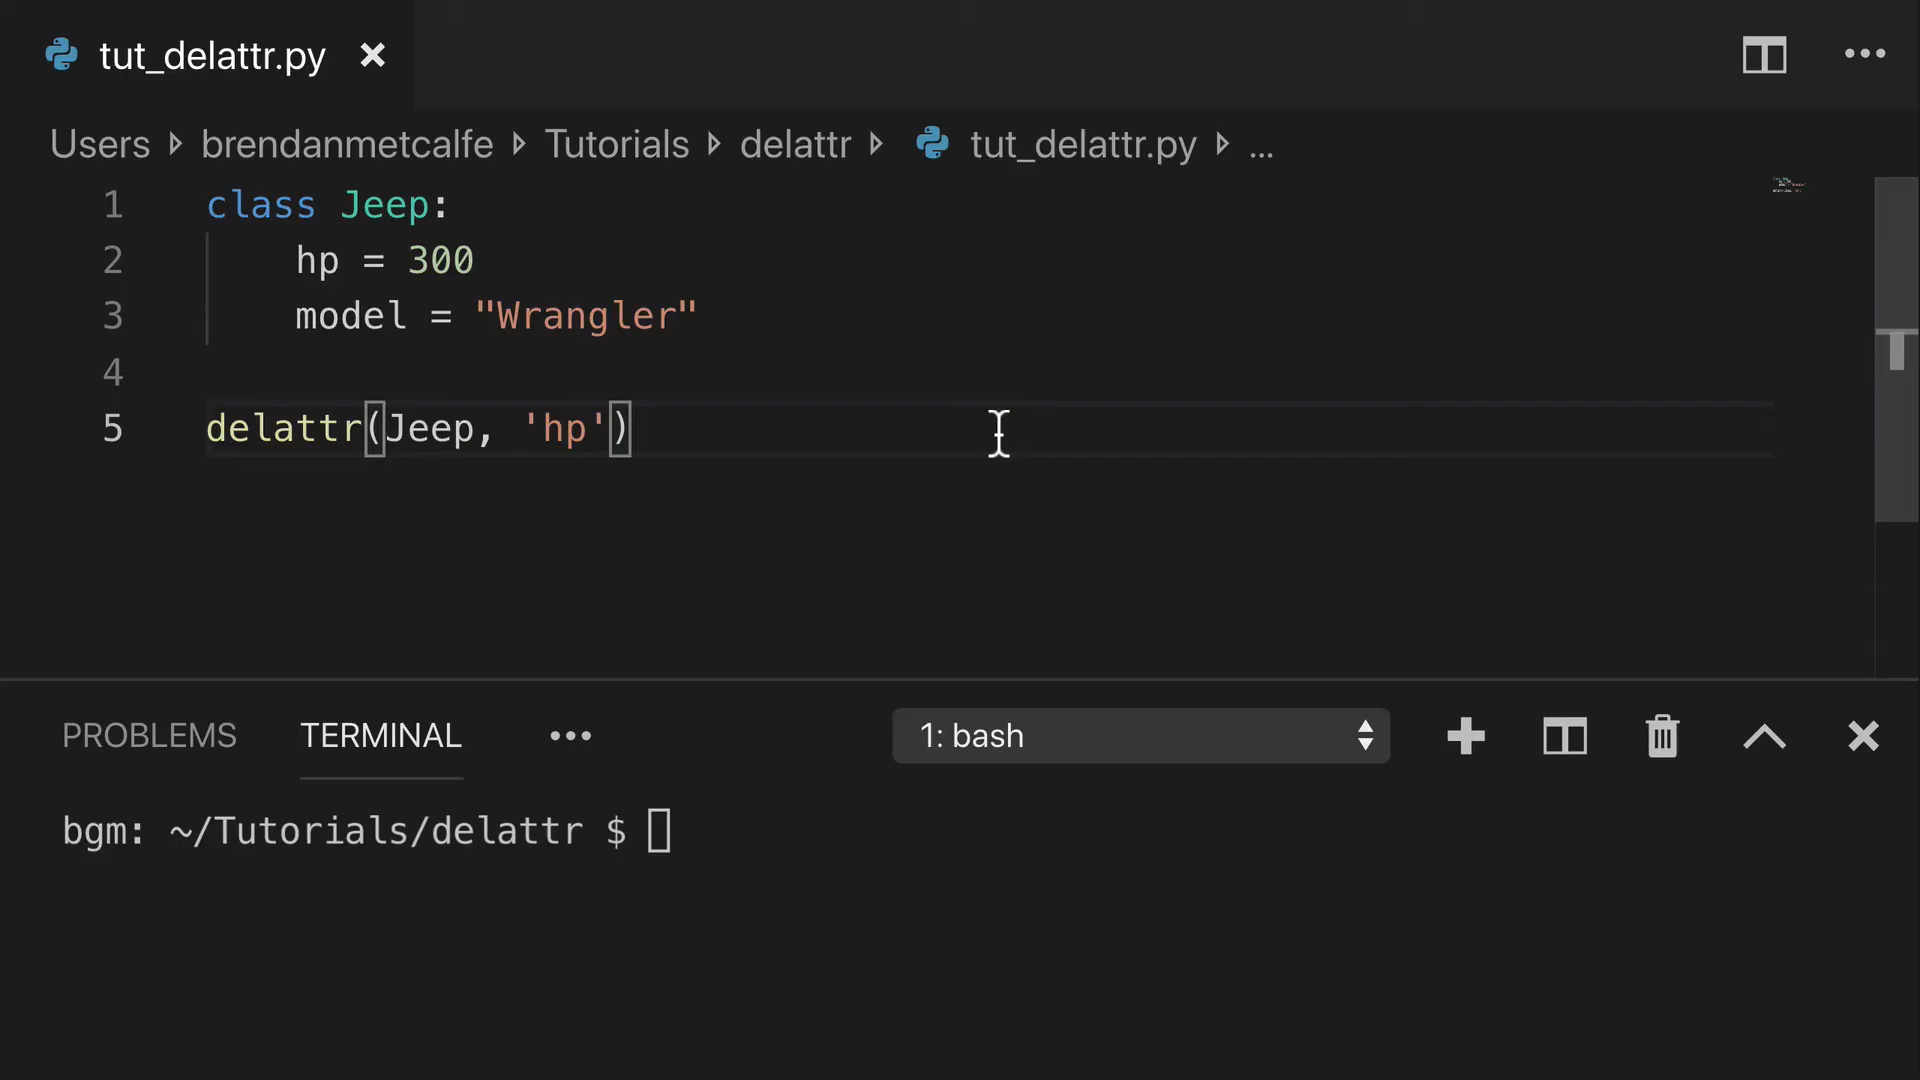 tut_delattr.py
Users brendanmetcalfe Tutorials delattr tut_delattr.py ...
1 class Jeep:
2 hp = 300
3 model = "Wrangler"
4
5 delattr(Jeep, 'hp')
PROBLEMS TERMINAL 1: bash
bgm: ~/Tutorials/delattr $